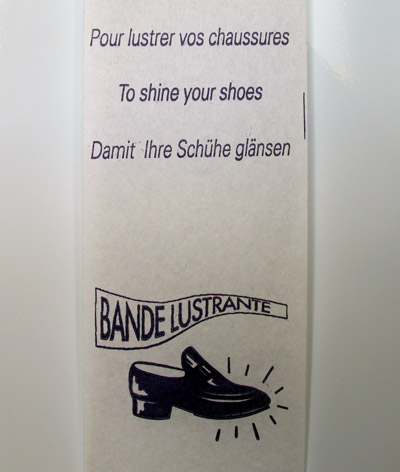 Pour lustrer vos chaussures
To shine your shoes
Damit Ihre Schühe glänsen
BANDE LUSTRANTE